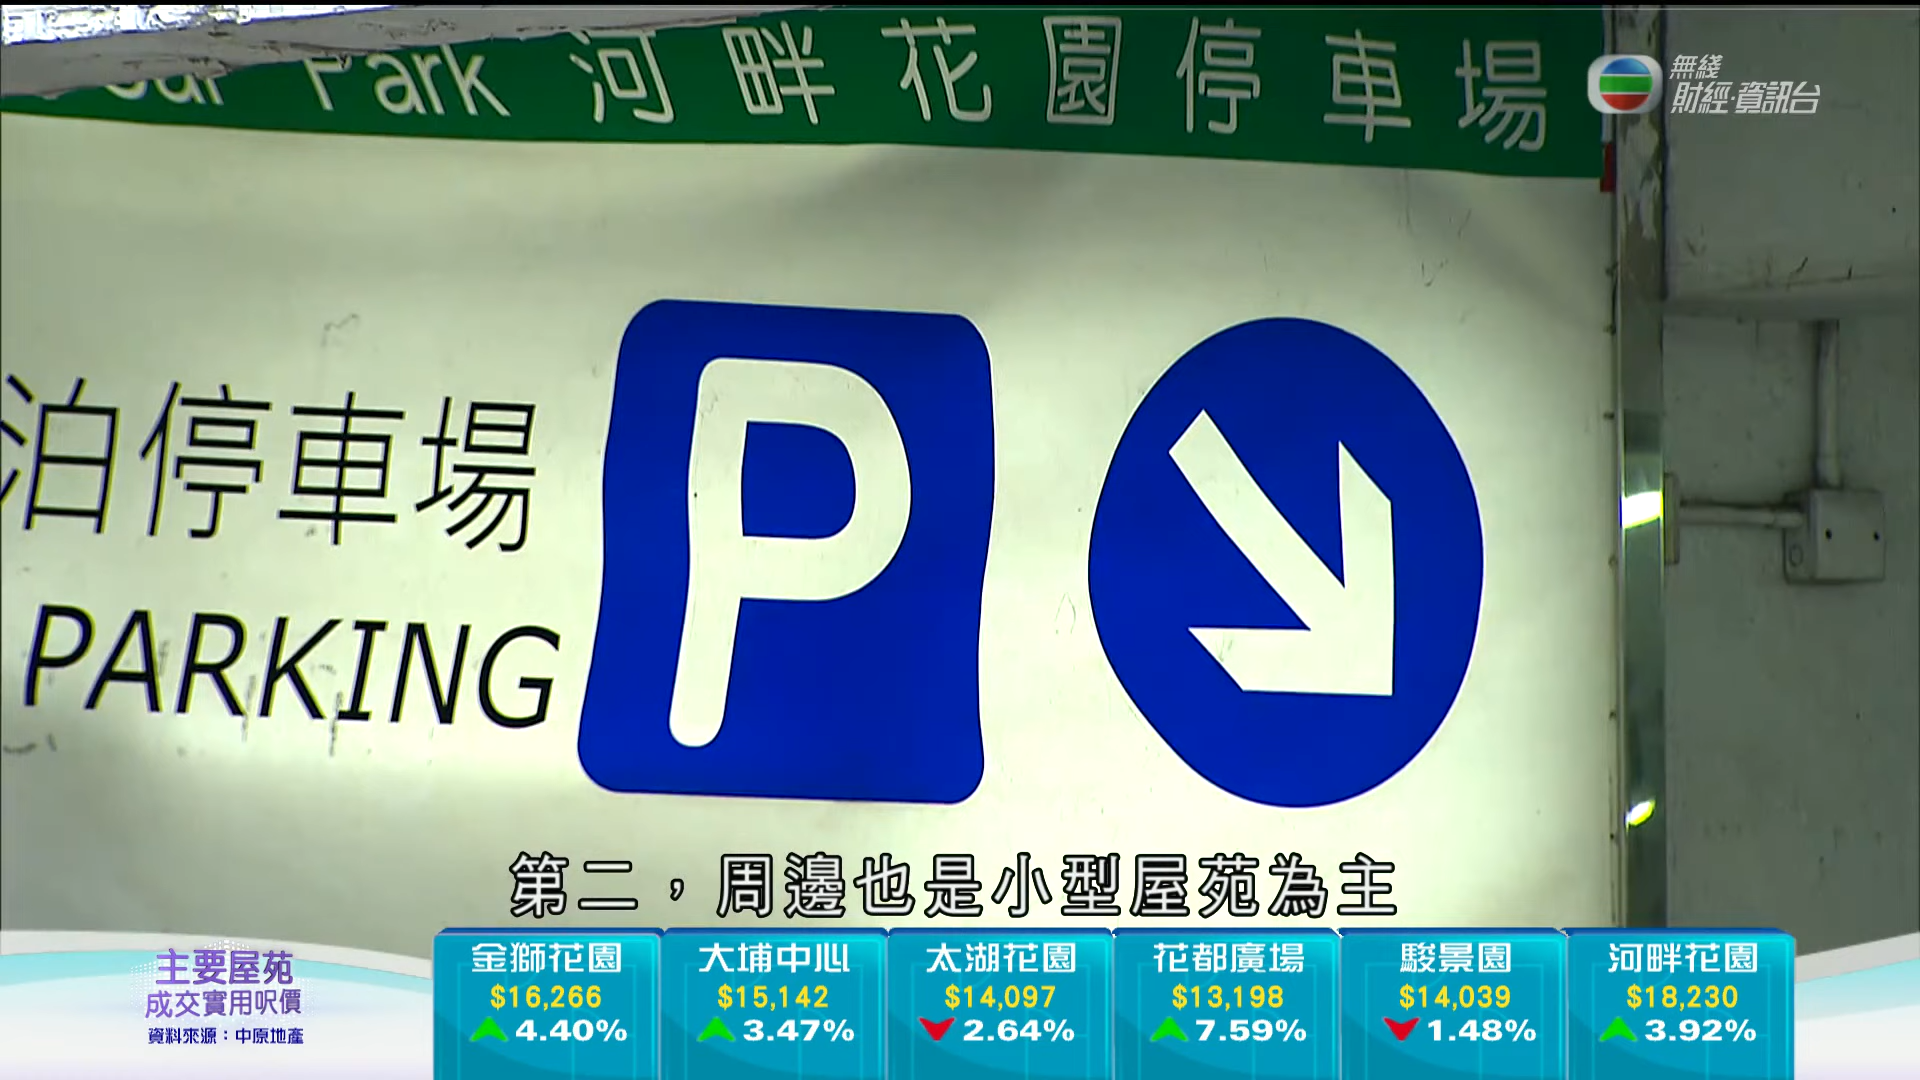 Car Park 河畔花園停車場
無綫
財經·資訊台
泊停車場
PARKING
P
第二，周邊也是小型屋苑為主
主要屋苑
成交實用呎價
資料來源：中原地產
金獅花園
$16,266
4.40%
大埔中心
$15,142
3.47%
太湖花園
$14,097
2.64%
花都廣場
$13,198
7.59%
駿景園
$14,039
1.48%
河畔花園
$18,230
3.92%